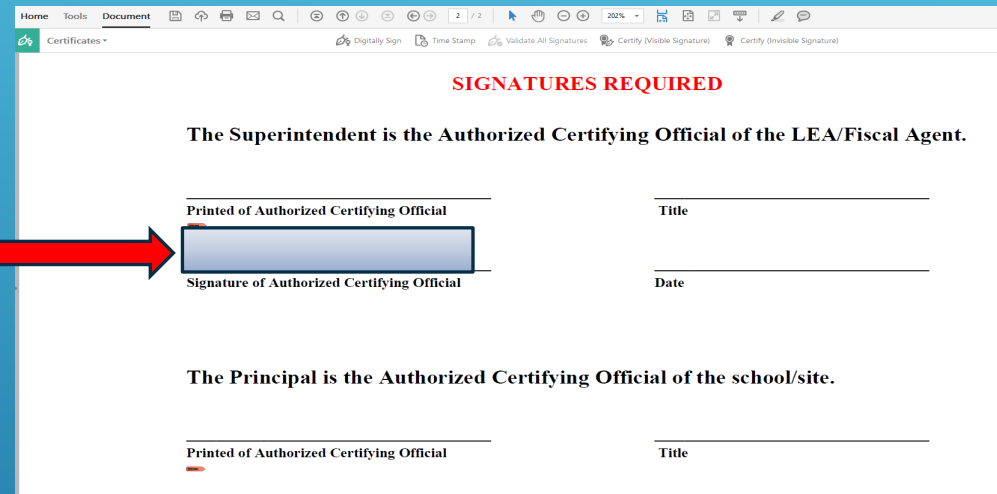 Home Tools Document 2 / 2 202%
Certificates Digitally Sign Time Stamp Validate All Signatures Certify (Visible Signature) Certify (Invisible Signature)
SIGNATURES REQUIRED
The Superintendent is the Authorized Certifying Official of the LEA/Fiscal Agent.
Printed of Authorized Certifying Official Title
Signature of Authorized Certifying Official Date
The Principal is the Authorized Certifying Official of the school/site.
Printed of Authorized Certifying Official Title